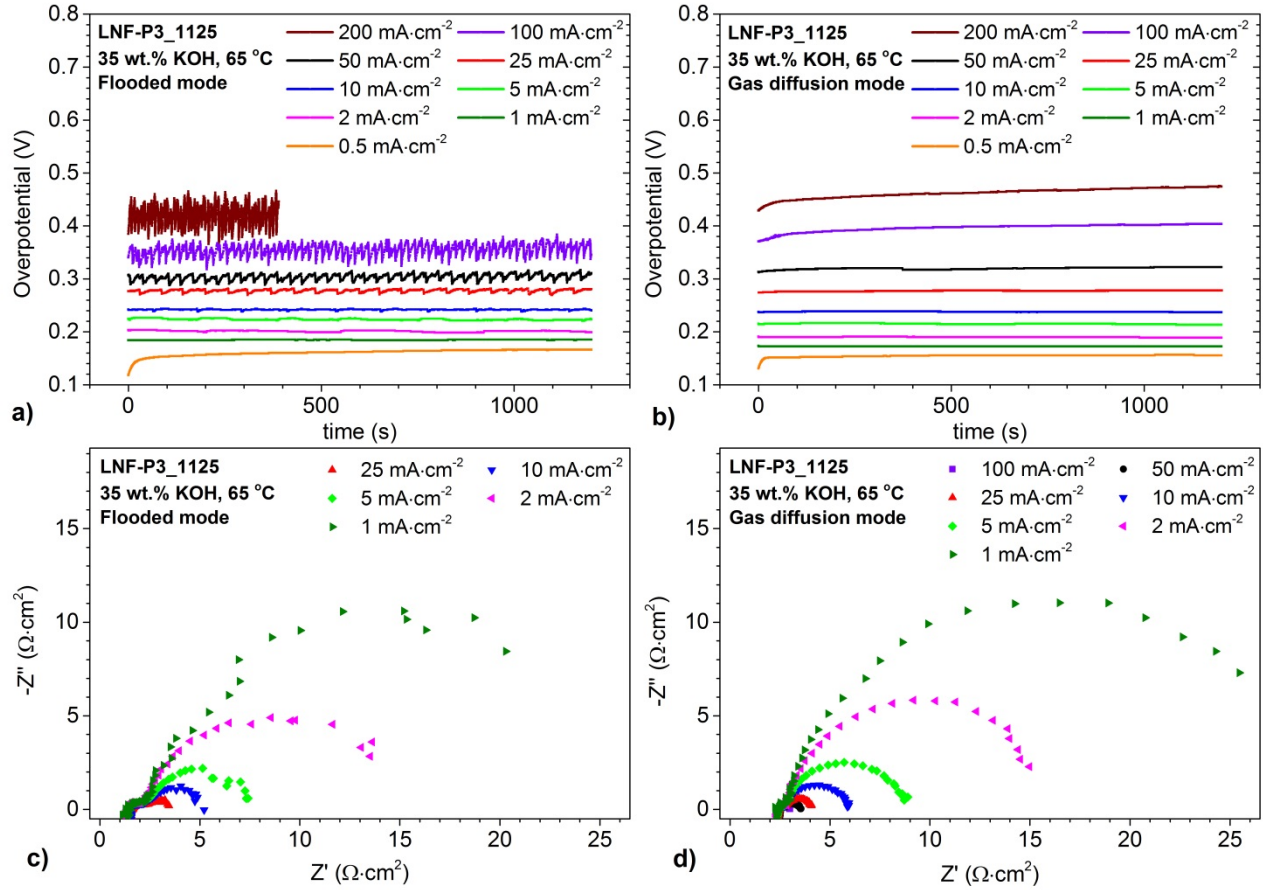 LNF-P3_1125
35 wt.% KOH, 65 °C
Flooded mode
200 mA·cm⁻² 100 mA·cm⁻²
50 mA·cm⁻² 25 mA·cm⁻²
10 mA·cm⁻² 5 mA·cm⁻²
2 mA·cm⁻² 1 mA·cm⁻²
0.5 mA·cm⁻²
Overpotential (V)
0.8
0.7
0.6
0.5
0.4
0.3
0.2
0.1
0 500 1000
time (s)
a)
LNF-P3_1125
35 wt.% KOH, 65 °C
Gas diffusion mode
200 mA·cm⁻² 100 mA·cm⁻²
50 mA·cm⁻² 25 mA·cm⁻²
10 mA·cm⁻² 5 mA·cm⁻²
2 mA·cm⁻² 1 mA·cm⁻²
0.5 mA·cm⁻²
Overpotential (V)
0.8
0.7
0.6
0.5
0.4
0.3
0.2
0.1
0 500 1000
time (s)
b)
LNF-P3_1125
35 wt.% KOH, 65 °C
Flooded mode
25 mA·cm⁻² 10 mA·cm⁻²
5 mA·cm⁻² 2 mA·cm⁻²
1 mA·cm⁻²
-Z'' (Ω·cm²)
15
10
5
0
0 5 10 15 20 25
Z' (Ω·cm²)
c)
LNF-P3_1125
35 wt.% KOH, 65 °C
Gas diffusion mode
100 mA·cm⁻² 50 mA·cm⁻²
25 mA·cm⁻² 10 mA·cm⁻²
5 mA·cm⁻² 2 mA·cm⁻²
1 mA·cm⁻²
-Z'' (Ω·cm²)
15
10
5
0
0 5 10 15 20 25
Z' (Ω·cm²)
d)